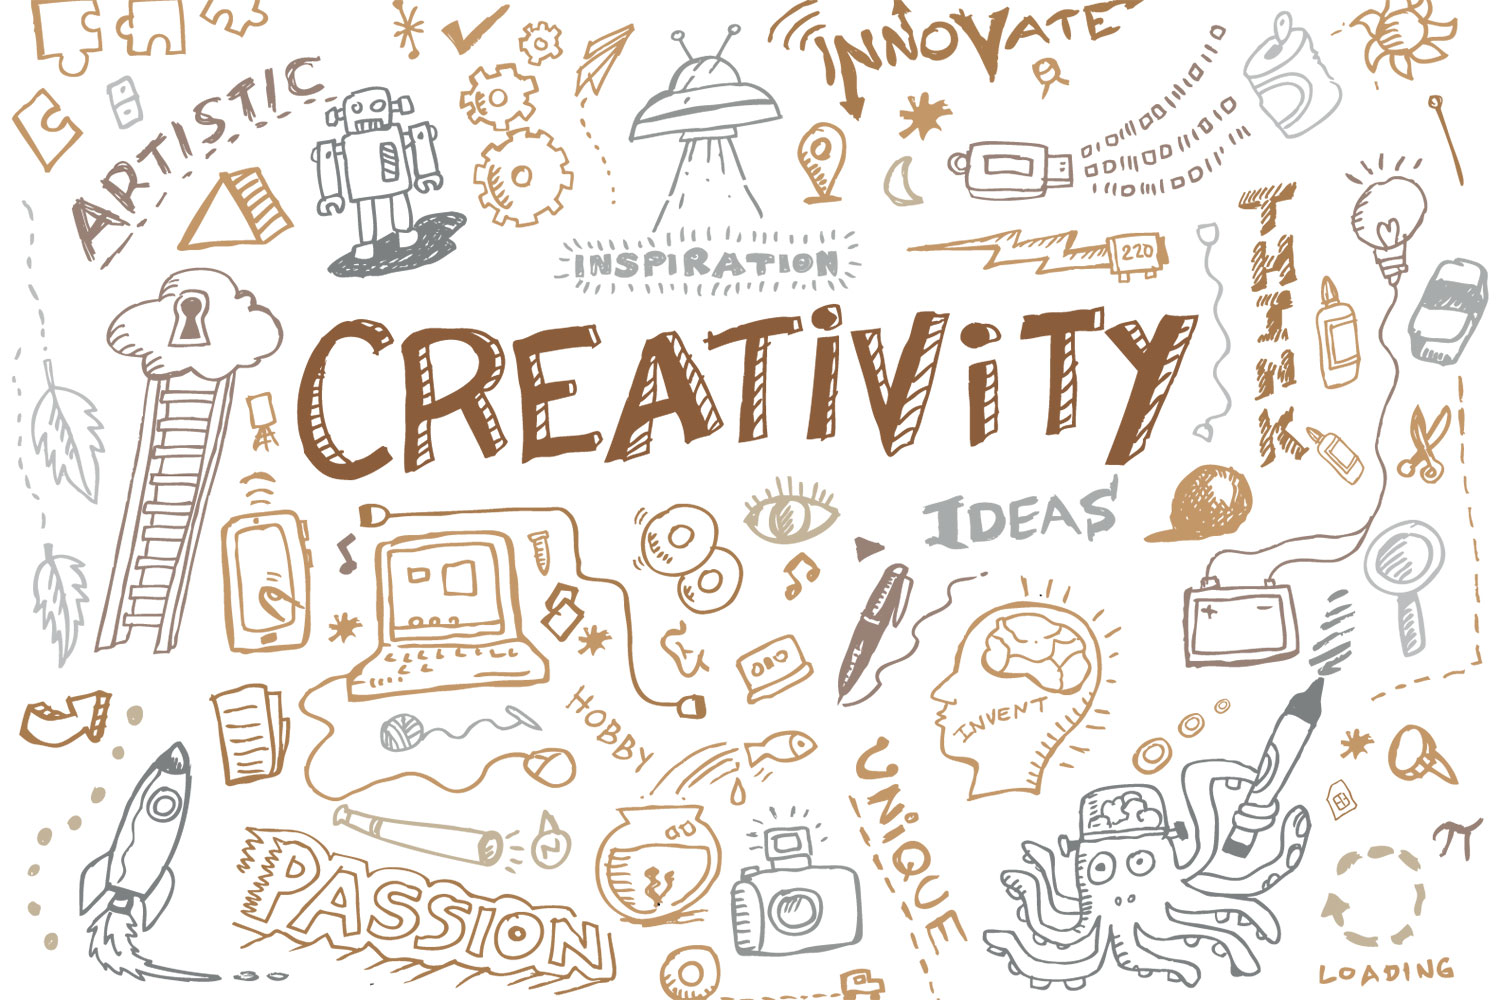 INNOVATE
ARTISTIC
INSPIRATION
220
THINK
CREATIVITY
IDEAS
HOBBY
INVENT
UNIQUE
PASSION
N
π
LOADING